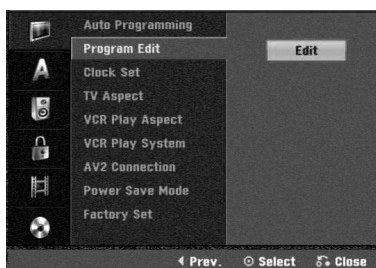 Auto Programming
Program Edit
Edit
A
Clock Set
TV Aspect
VCR Play Aspect
VCR Play System
AV2 Connection
Power Save Mode
Factory Set
Prev. Select Close